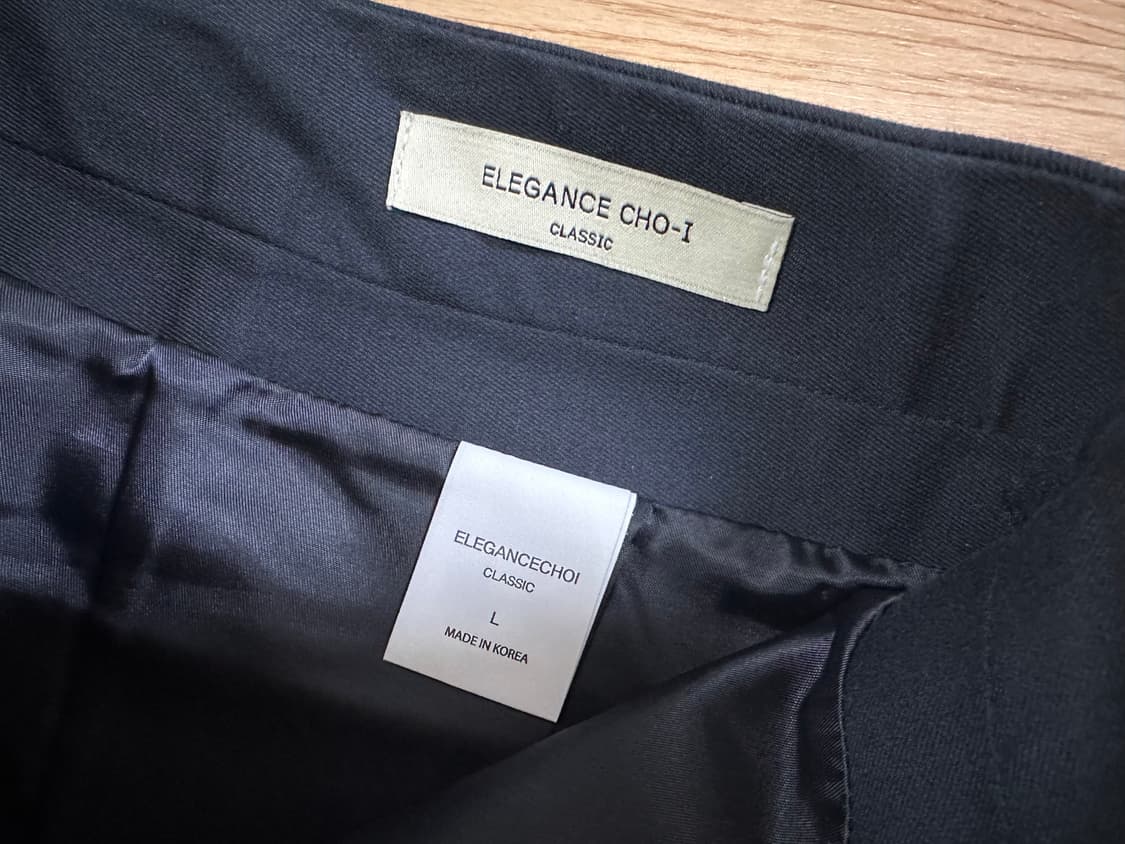 ELEGANCE CHO-I
CLASSIC
ELEGANCECHOI
CLASSIC
L
MADE IN KOREA